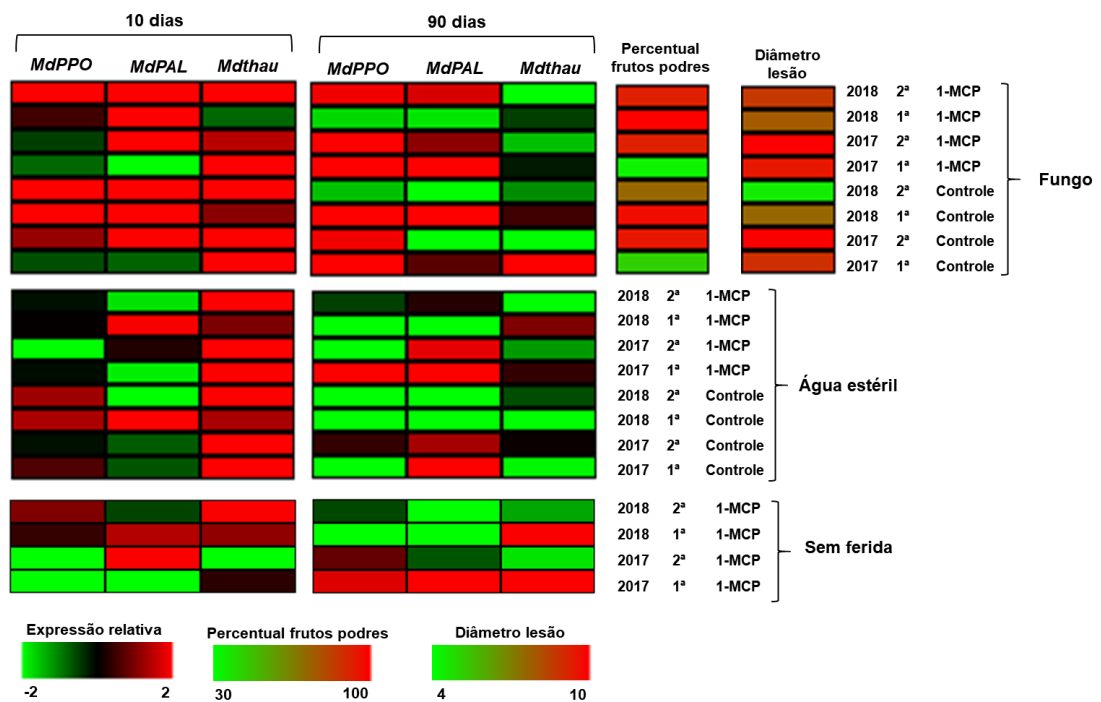 10 dias
90 dias
MdPPO MdPAL Mdthau
MdPPO MdPAL Mdthau
Percentual
frutos podres
Diâmetro
lesão
2018 2ª 1-MCP
2018 1ª 1-MCP
2017 2ª 1-MCP
2017 1ª 1-MCP
2018 2ª Controle
2018 1ª Controle
2017 2ª Controle
2017 1ª Controle
Fungo
2018 2ª 1-MCP
2018 1ª 1-MCP
2017 2ª 1-MCP
2017 1ª 1-MCP
2018 2ª Controle
2018 1ª Controle
2017 2ª Controle
2017 1ª Controle
Água estéril
2018 2ª 1-MCP
2018 1ª 1-MCP
2017 2ª 1-MCP
2017 1ª 1-MCP
Sem ferida
Expressão relativa
-2 2
Percentual frutos podres
30 100
Diâmetro lesão
4 10